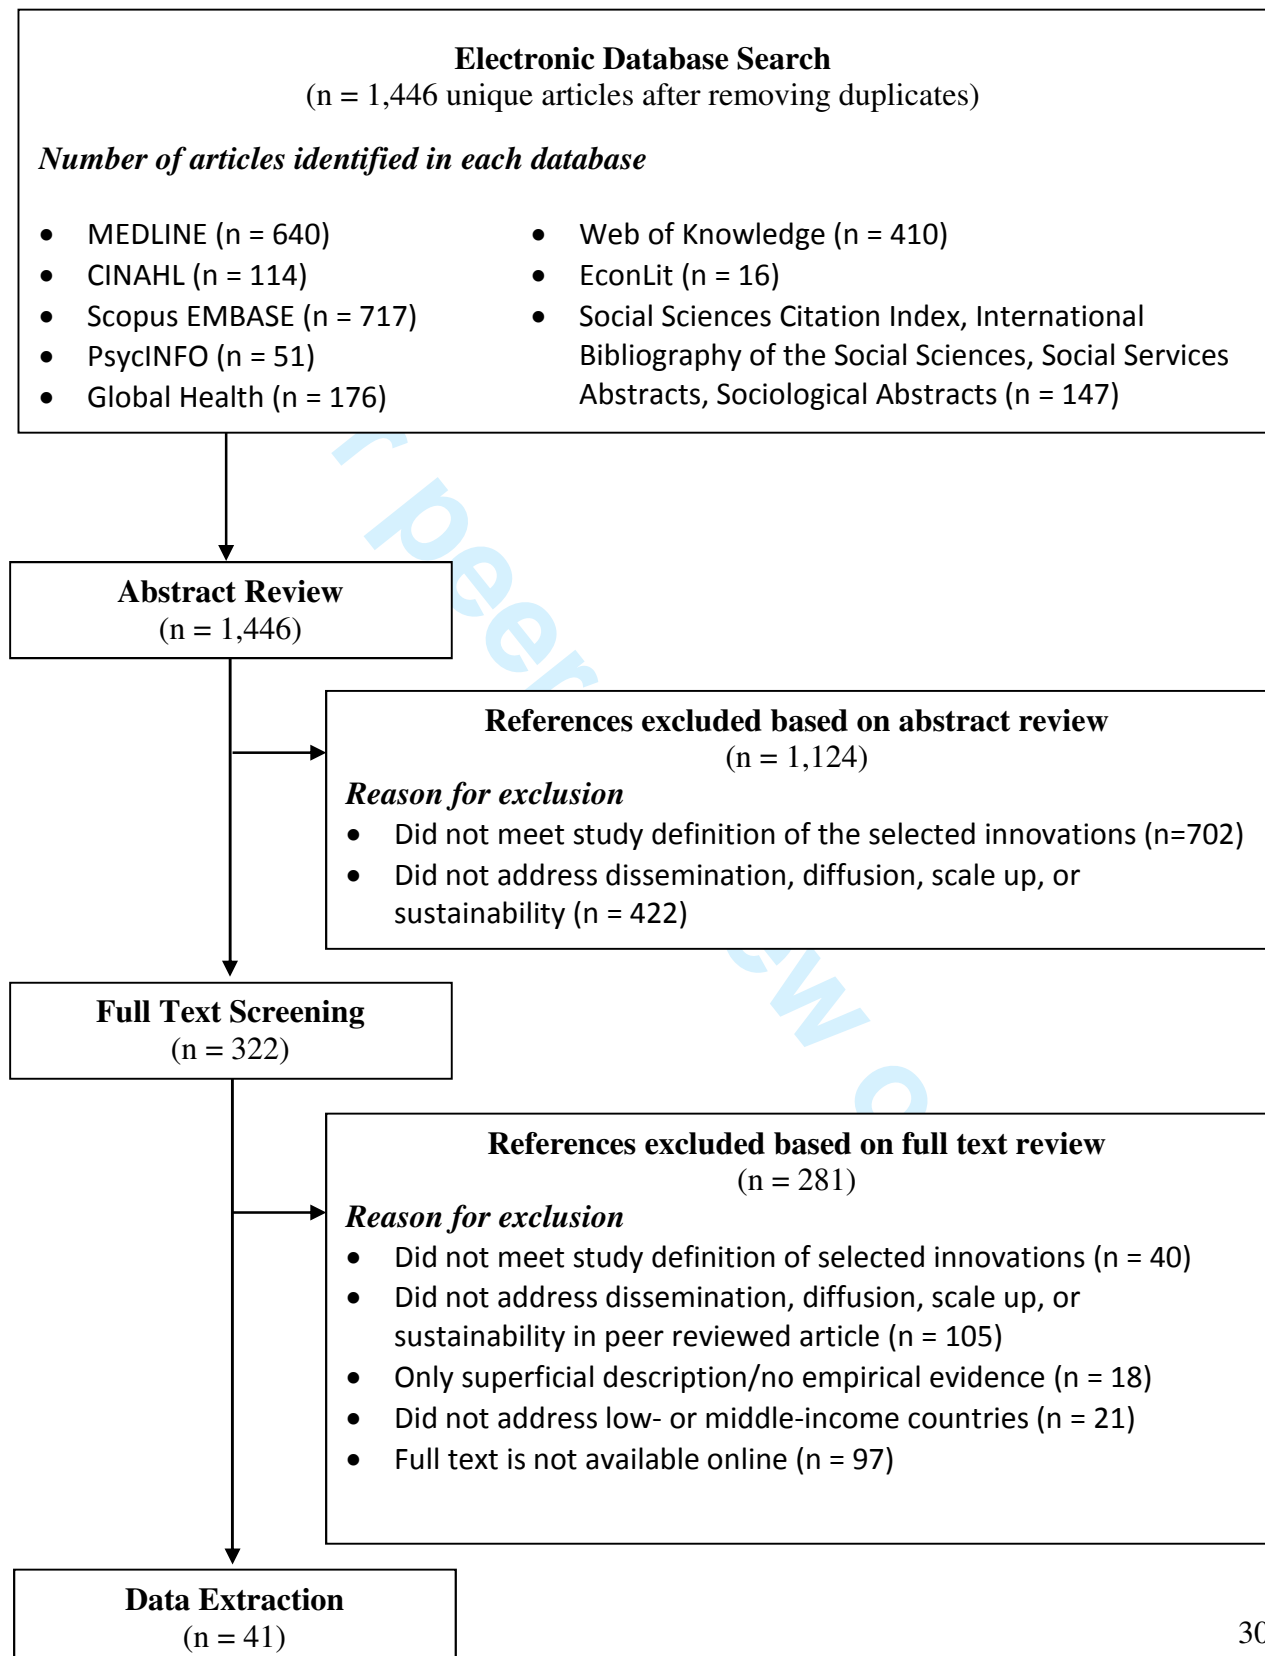 Electronic Database Search
(n = 1,446 unique articles after removing duplicates)
Number of articles identified in each database
• MEDLINE (n = 640)
• CINAHL (n = 114)
• Scopus EMBASE (n = 717)
• PsycINFO (n = 51)
• Global Health (n = 176)
• Web of Knowledge (n = 410)
• EconLit (n = 16)
• Social Sciences Citation Index, International
Bibliography of the Social Sciences, Social Services
Abstracts, Sociological Abstracts (n = 147)
Abstract Review
(n = 1,446)
References excluded based on abstract review
(n = 1,124)
Reason for exclusion
• Did not meet study definition of the selected innovations (n=702)
• Did not address dissemination, diffusion, scale up, or
sustainability (n = 422)
Full Text Screening
(n = 322)
References excluded based on full text review
(n = 281)
Reason for exclusion
• Did not meet study definition of selected innovations (n = 40)
• Did not address dissemination, diffusion, scale up, or
sustainability in peer reviewed article (n = 105)
• Only superficial description/no empirical evidence (n = 18)
• Did not address low- or middle-income countries (n = 21)
• Full text is not available online (n = 97)
Data Extraction
(n = 41)
30